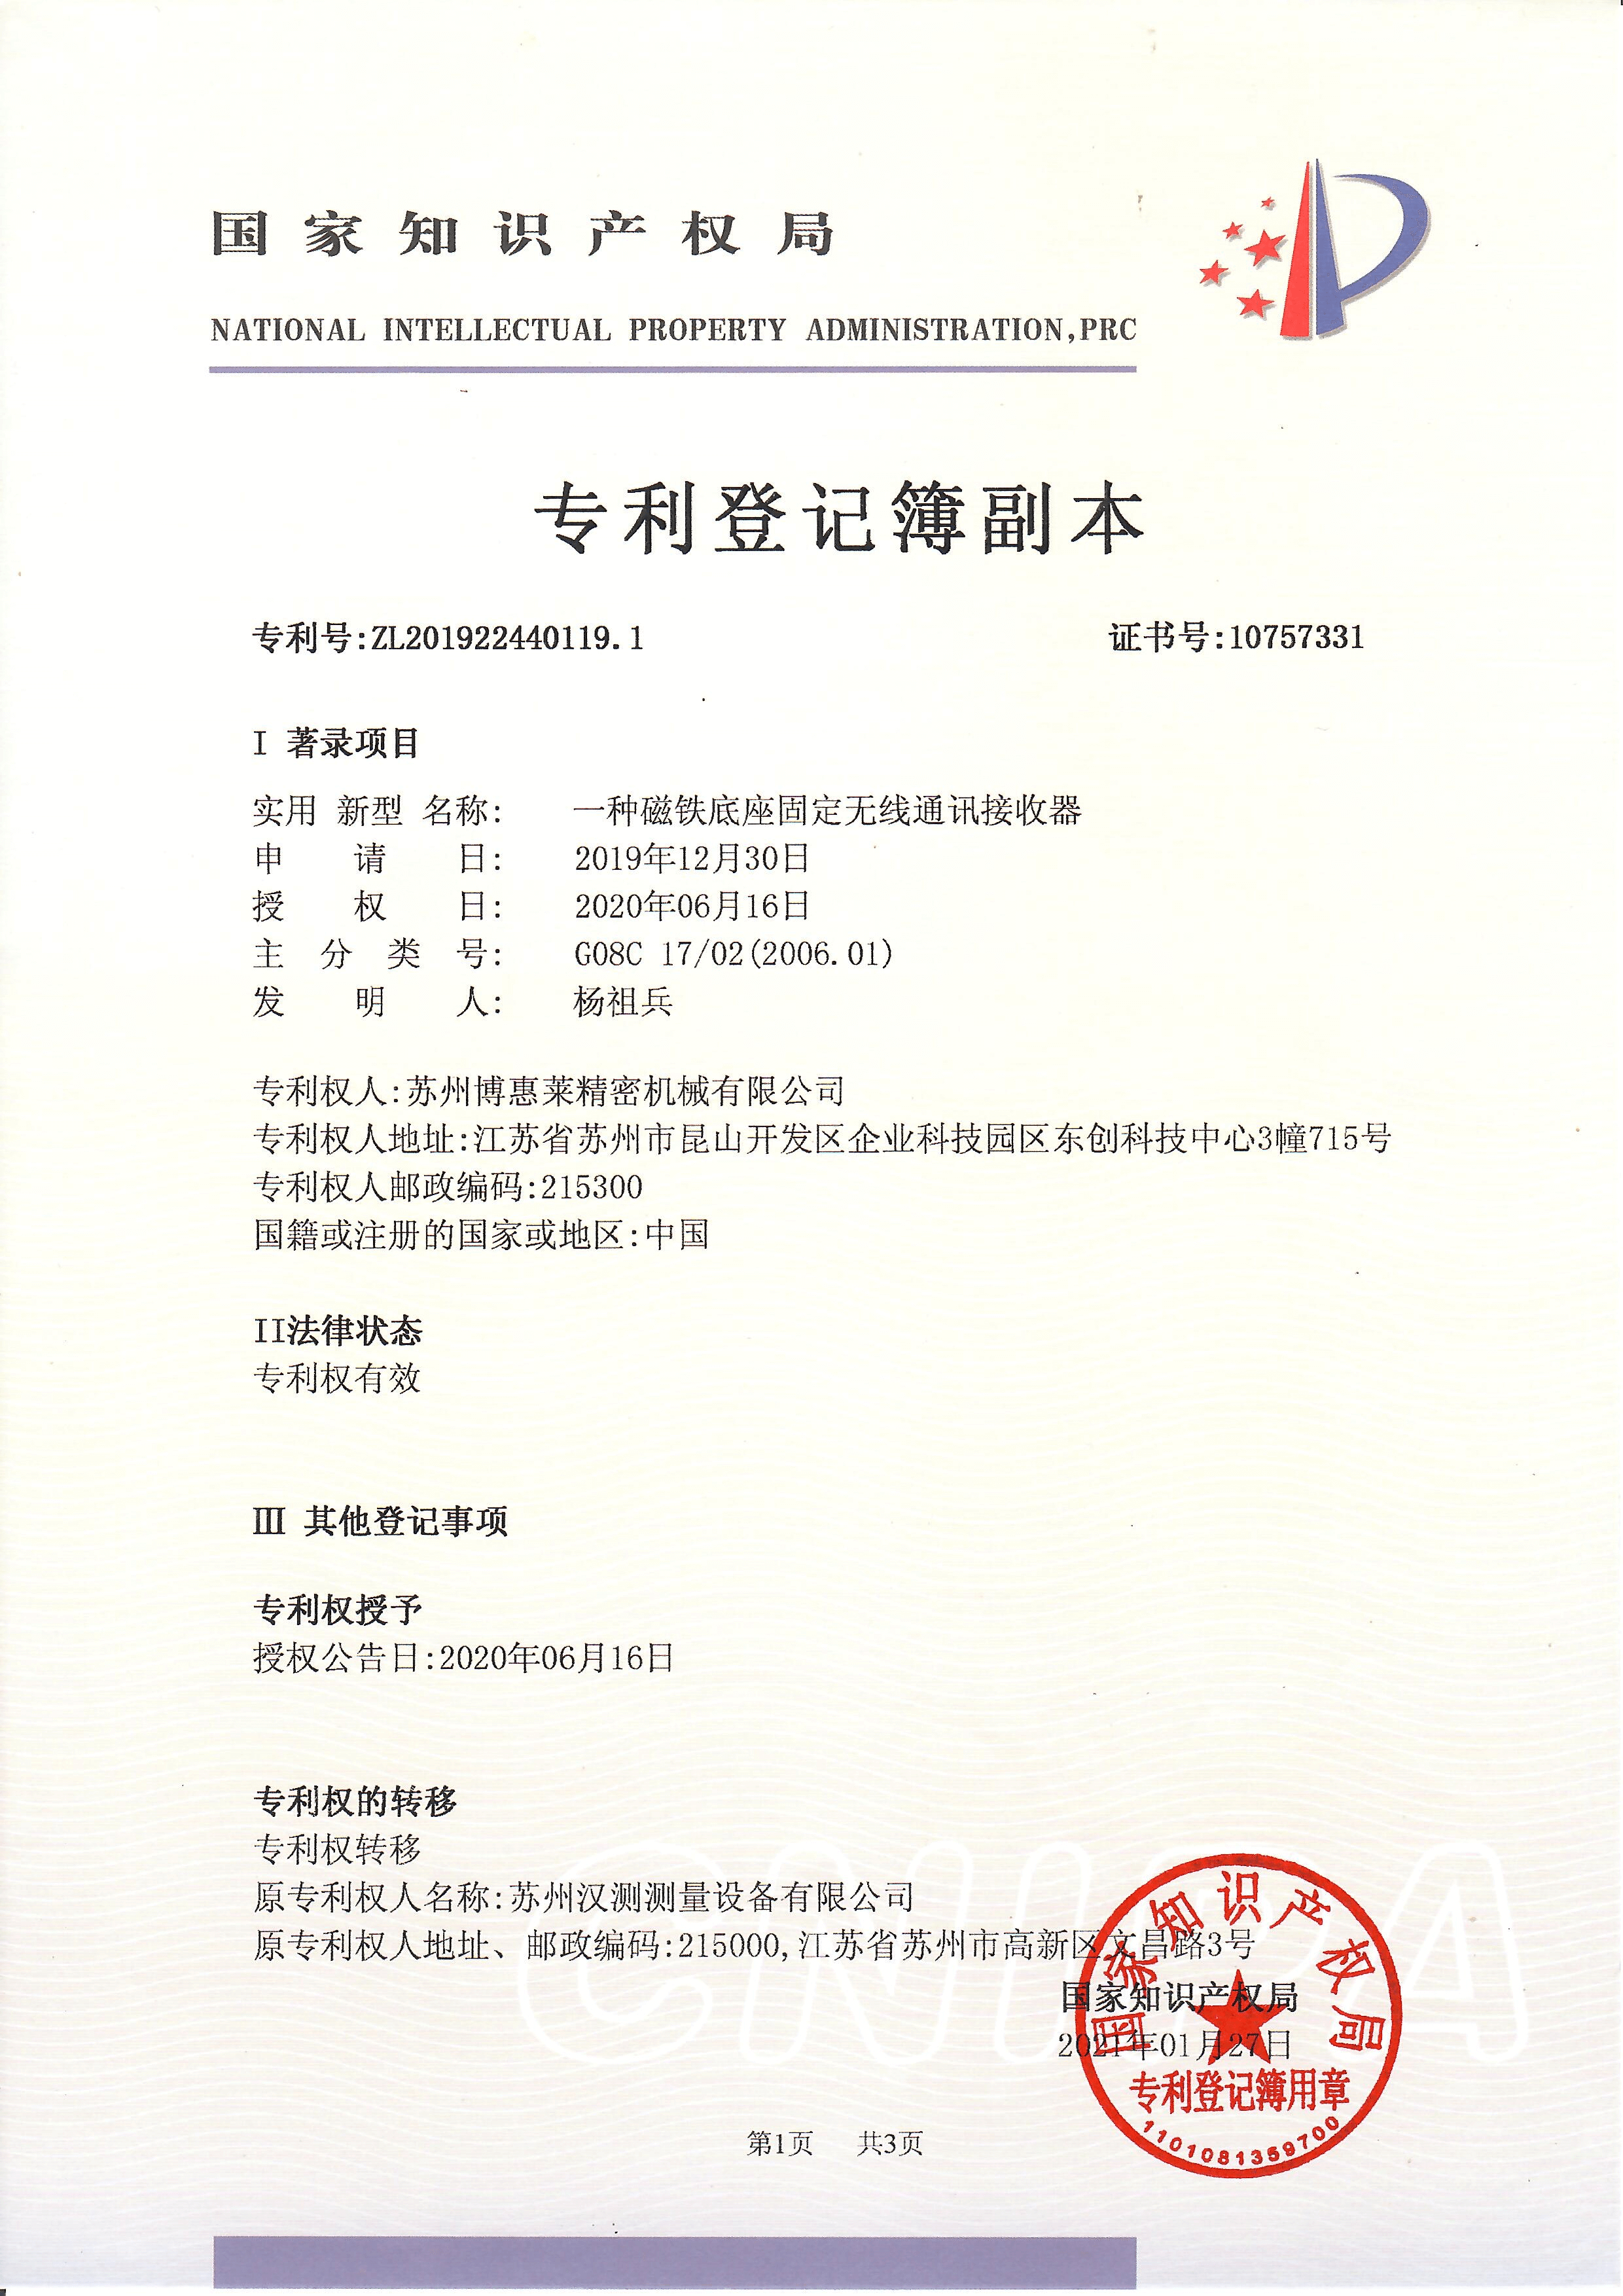 国家知识产权局
NATIONAL INTELLECTUAL PROPERTY ADMINISTRATION,PRC
专利登记簿副本
专利号:ZL201922440119.1 证书号:10757331
I 著录项目
实用新型名称: 一种磁铁底座固定无线通讯接收器
申请日: 2019年12月30日
授权日: 2020年06月16日
主分类号: G08C 17/02(2006.01)
发明人: 杨祖兵
专利权人:苏州博惠莱精密机械有限公司
专利权人地址:江苏省苏州市昆山开发区企业科技园区东创科技中心3幢715号
专利权人邮政编码:215300
国籍或注册的国家或地区:中国
II法律状态
专利权有效
III 其他登记事项
专利权授予
授权公告日:2020年06月16日
专利权的转移
专利权转移
原专利权人名称:苏州汉测测量设备有限公司
原专利权人地址、邮政编码:215000,江苏省苏州市高新区文昌路3号
国家知识产权局
2021年01月27日
国家知识产权局
专利登记簿用章
1101081359700
第1页 共3页
CNIPA